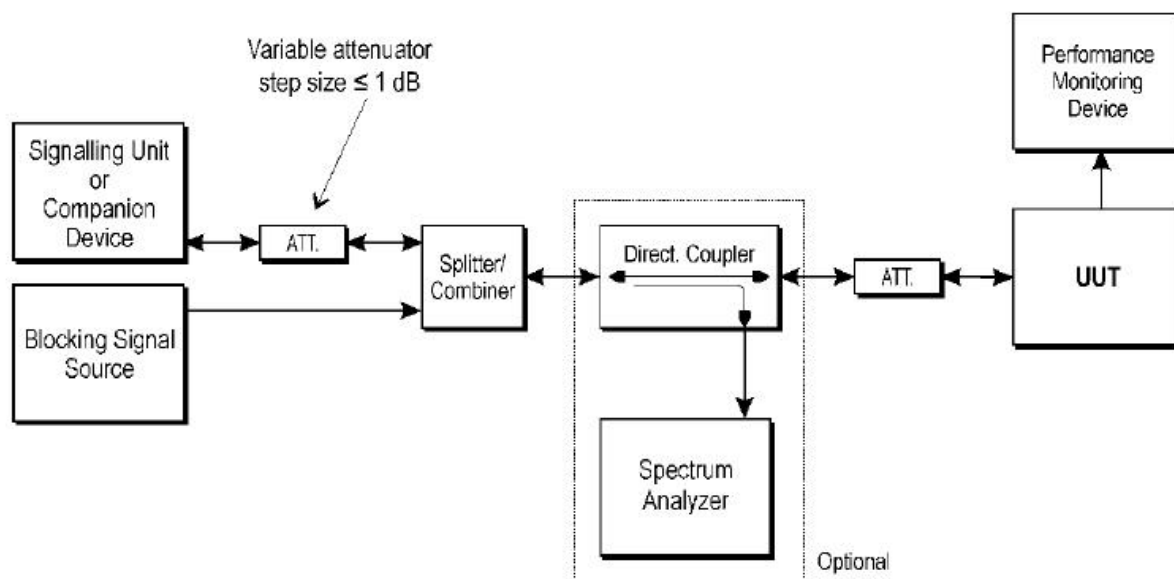 Variable attenuator
step size ≤ 1 dB
Performance
Monitoring
Device
Signalling Unit
or
Companion
Device
ATT.
Splitter/
Combiner
Direct. Coupler
ATT.
UUT
Blocking Signal
Source
Spectrum
Analyzer
Optional